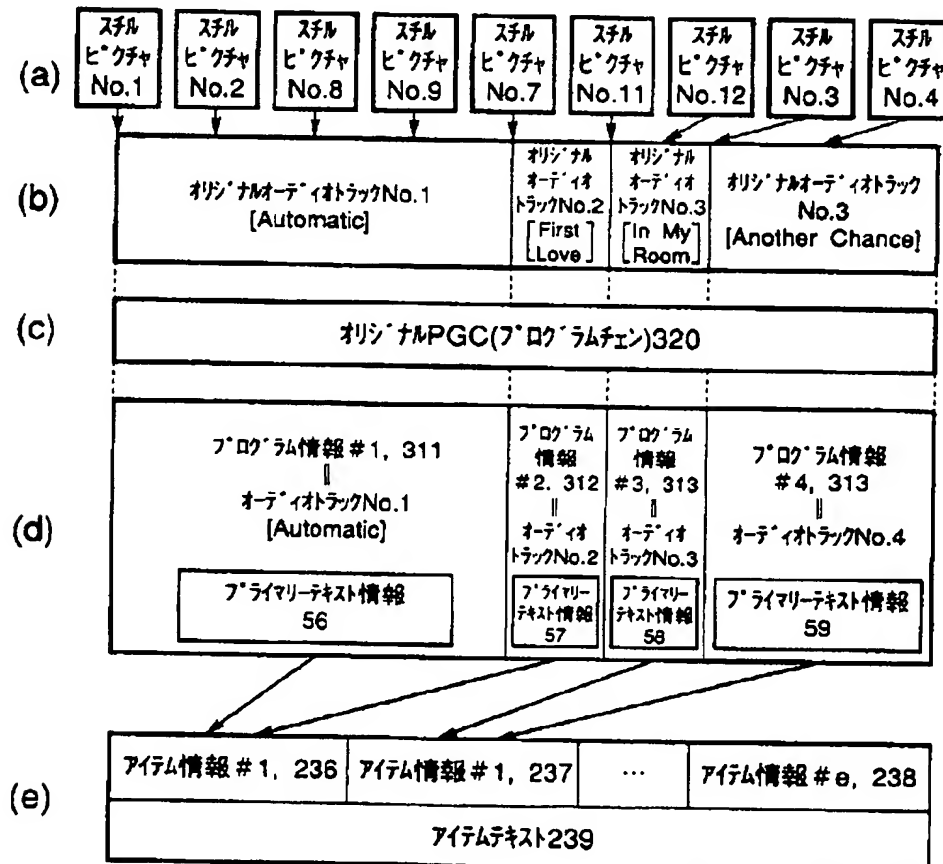 (a)
スチル
ピクチャ
No.1
スチル
ピクチャ
No.2
スチル
ピクチャ
No.8
スチル
ピクチャ
No.9
スチル
ピクチャ
No.7
スチル
ピクチャ
No.11
スチル
ピクチャ
No.12
スチル
ピクチャ
No.3
スチル
ピクチャ
No.4
(b)
オリジナルオーディオトラックNo.1
[Automatic]
オリジナル
オーディオ
トラックNo.2
[First
Love]
オリジナル
オーディオ
トラックNo.3
[In My
Room]
オリジナルオーディオトラック
No.3
[Another Chance]
(c)
オリジナルPGC(プログラムチェン)320
(d)
プログラム情報#1, 311
||
オーディオトラックNo.1
[Automatic]
プライマリーテキスト情報
56
プログラム
情報
#2. 312
||
オーディオ
トラックNo.2
プライマリー
テキスト情報
57
プログラム
情報
#3, 313
||
オーディオ
トラックNo.3
プライマリー
テキスト情報
58
プログラム情報
#4, 313
||
オーディオトラックNo.4
プライマリーテキスト情報
59
(e)
アイテム情報#1, 236
アイテム情報#1, 237
…
アイテム情報#e, 238
アイテムテキスト239